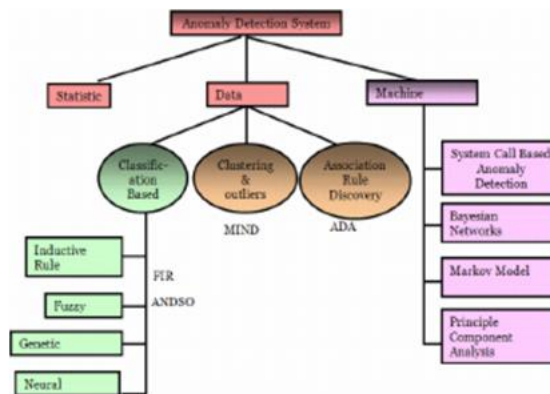 Anomaly Detection System
Statistic
Data
Machine
Classific-
ation
Based
Clustering
&
outliers
Association
Rule
Discovery
MIND
ADA
Inductive
Rule
Fuzzy
Genetic
Neural
FIR
ANDSO
System Call Based
Anomaly
Detection
Bayesian
Networks
Markov Model
Principle
Component
Analysis